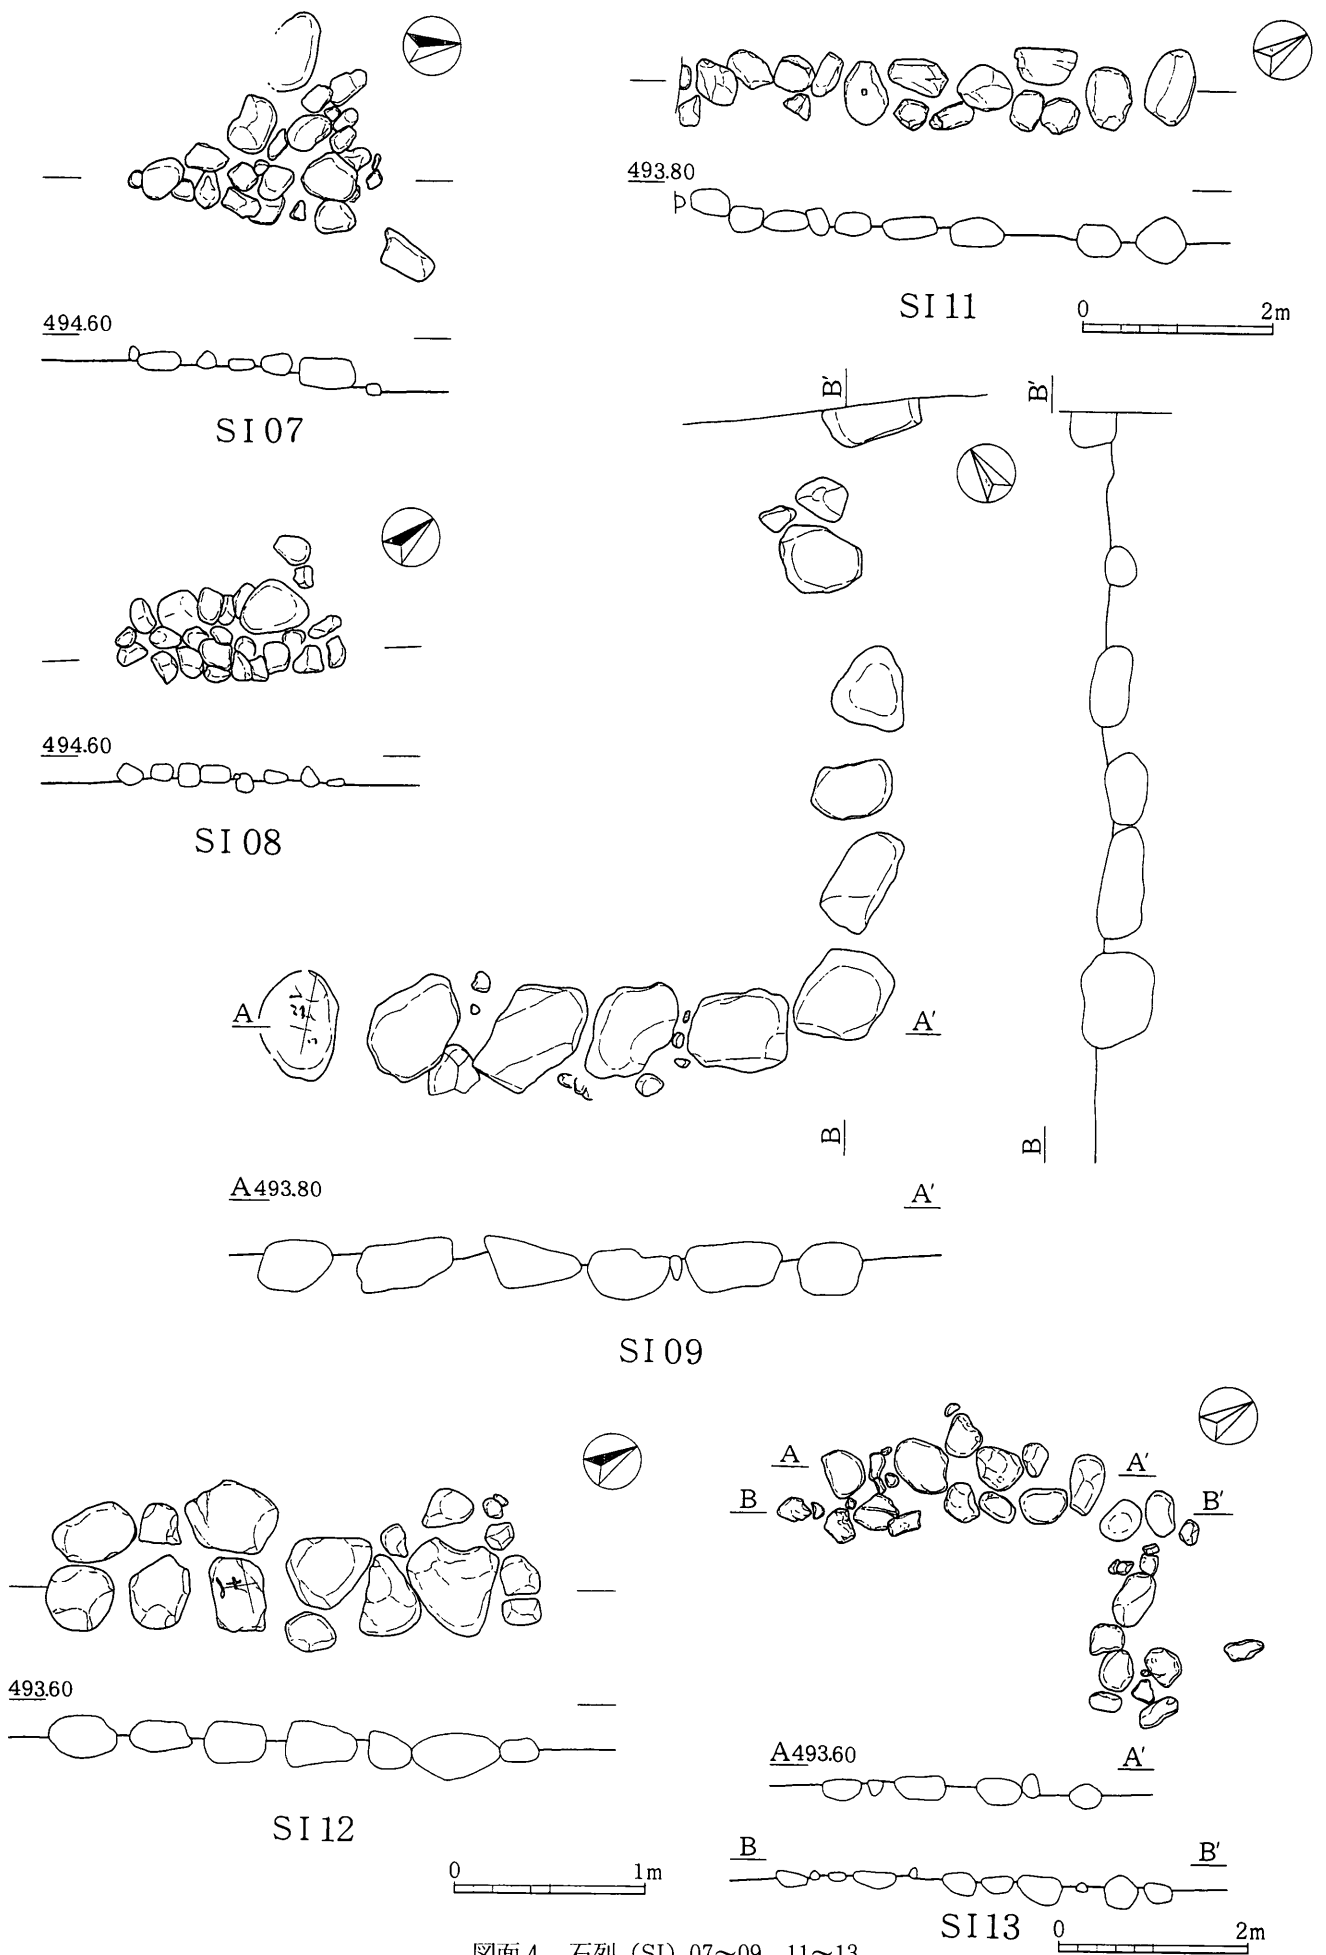 494.60
SI 07
493.80
SI 11
0 2m
494.60
SI 08
B'
B'
A
A'
B
B
A 493.80
A'
SI 09
493.60
SI 12
0 1m
A
A'
B
B'
A 493.60
A'
B
B'
SI 13
0 2m
図面4 石列 (SI) 07〜09、11〜13